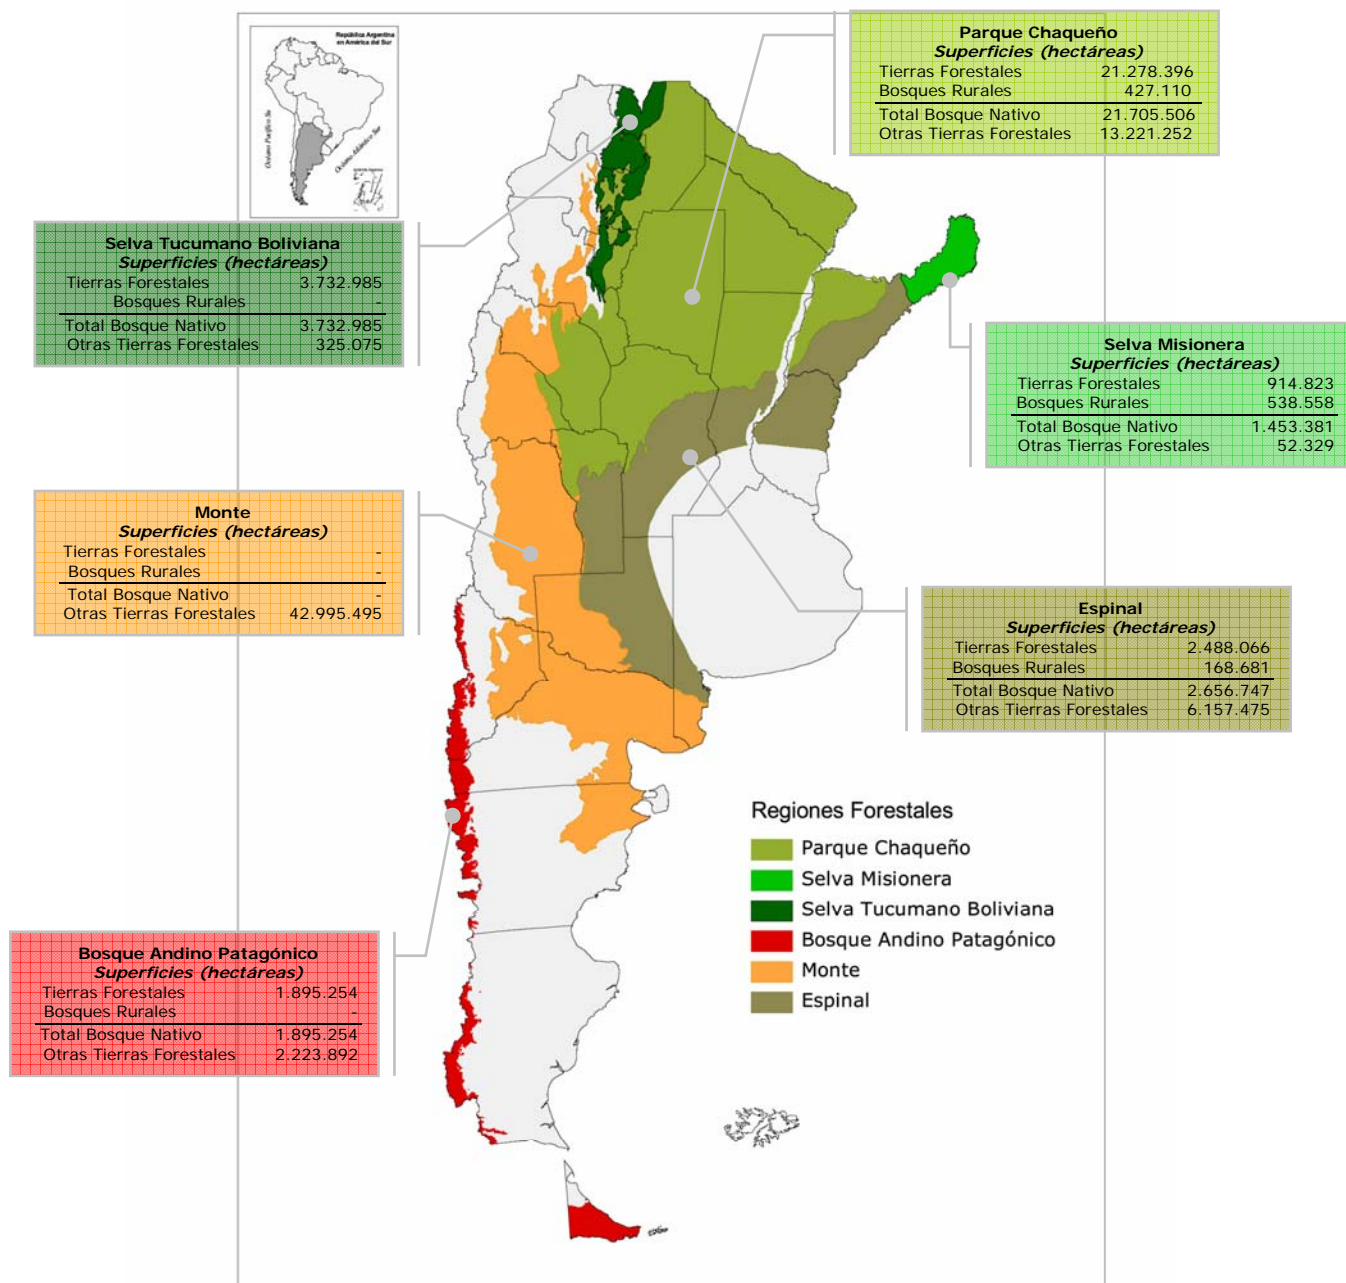 República Argentina
en América del Sur
Océano Pacífico Su
Océano Atlántico Sur
Parque Chaqueño
Superficies (hectáreas)
Tierras Forestales 21.278.396
Bosques Rurales 427.110
Total Bosque Nativo 21.705.506
Otras Tierras Forestales 13.221.252
Selva Tucumano Boliviana
Superficies (hectáreas)
Tierras Forestales 3.732.985
Bosques Rurales -
Total Bosque Nativo 3.732.985
Otras Tierras Forestales 325.075
Selva Misionera
Superficies (hectáreas)
Tierras Forestales 914.823
Bosques Rurales 538.558
Total Bosque Nativo 1.453.381
Otras Tierras Forestales 52.329
Monte
Superficies (hectáreas)
Tierras Forestales -
Bosques Rurales -
Total Bosque Nativo -
Otras Tierras Forestales 42.995.495
Espinal
Superficies (hectáreas)
Tierras Forestales 2.488.066
Bosques Rurales 168.681
Total Bosque Nativo 2.656.747
Otras Tierras Forestales 6.157.475
Regiones Forestales
Parque Chaqueño
Selva Misionera
Selva Tucumano Boliviana
Bosque Andino Patagónico
Monte
Espinal
Bosque Andino Patagónico
Superficies (hectáreas)
Tierras Forestales 1.895.254
Bosques Rurales -
Total Bosque Nativo 1.895.254
Otras Tierras Forestales 2.223.892